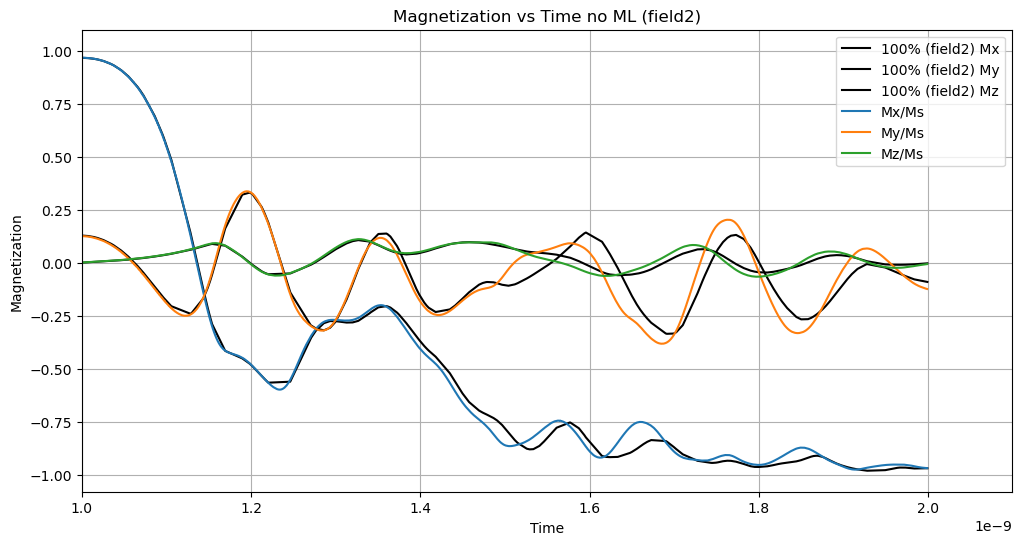 Magnetization vs Time no ML (field2)
100% (field2) Mx
100% (field2) My
100% (field2) Mz
Mx/Ms
My/Ms
Mz/Ms
Magnetization
1.00
0.75
0.50
0.25
0.00
−0.25
−0.50
−0.75
−1.00
1.0 1.2 1.4 1.6 1.8 2.0
1e−9
Time